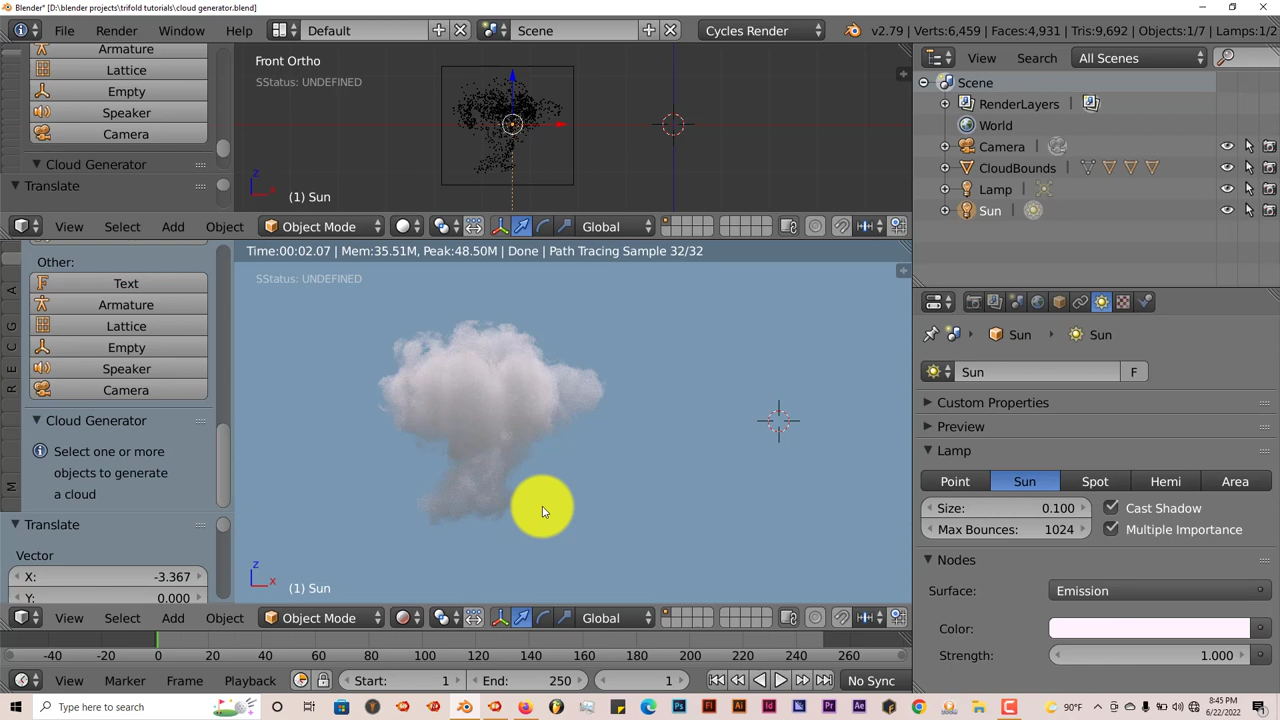 Blender* [D:\blender projects\trifold tutorials\cloud generator.blend]
File Render Window Help Default Scene Cycles Render v2.79 | Verts:6,459 | Faces:4,931 | Tris:9,692 | Objects:1/7 | Lamps:1/2
Armature
Lattice
Empty
Speaker
Camera
Cloud Generator
Translate
Front Ortho
SStatus: UNDEFINED
(1) Sun
View Select Add Object Object Mode Global
Time:00:02.07 | Mem:35.51M, Peak:48.50M | Done | Path Tracing Sample 32/32
SStatus: UNDEFINED
Other:
Text
Armature
Lattice
Empty
Speaker
Camera
Cloud Generator
Select one or more
objects to generate
a cloud
Translate
Vector
X: -3.367
Y: 0.000
A
G
C
R
E
M
(1) Sun
View Select Add Object Object Mode Global
-40 -20 0 20 40 60 80 100 120 140 160 180 200 220 240 260
View Marker Frame Playback Start: 1 End: 250 1 No Sync
View Search All Scenes
Scene
RenderLayers
World
Camera
CloudBounds
Lamp
Sun
Sun Sun
Sun F
Custom Properties
Preview
Lamp
Point Sun Spot Hemi Area
Size: 0.100 Cast Shadow
Max Bounces: 1024 Multiple Importance
Nodes
Surface: Emission
Color:
Strength: 1.000
Type here to search 90° 8:45 PM
6/22/2022